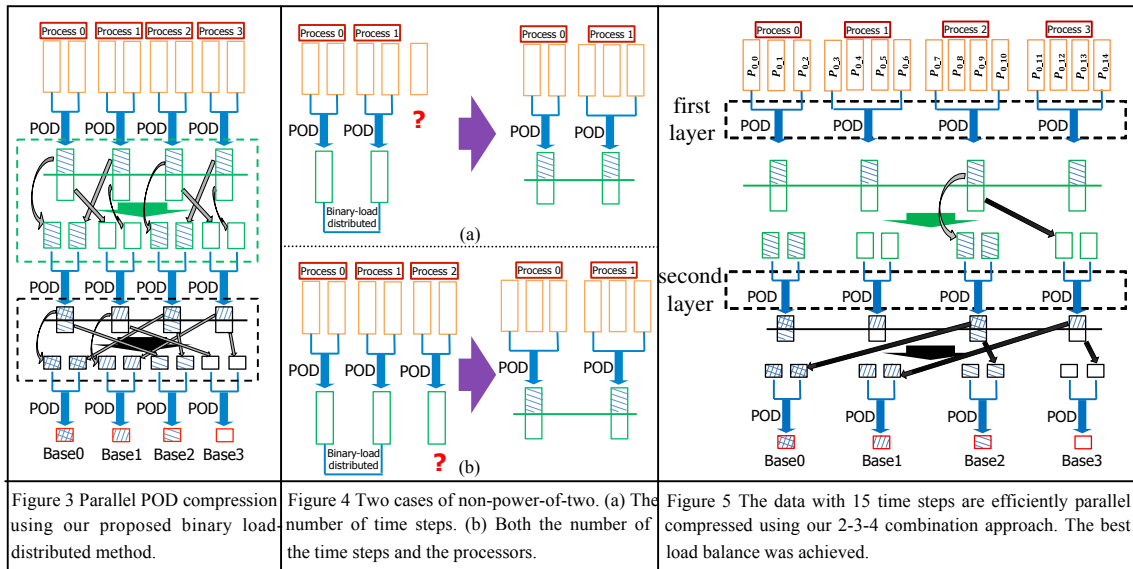 Process 0 Process 1 Process 2 Process 3
POD POD POD POD
POD POD POD POD
POD POD POD POD
Base0 Base1 Base2 Base3
Figure 3 Parallel POD compression
using our proposed binary load-
distributed method.
Process 0 Process 1
?
POD POD
Binary-load
distributed
Process 0 Process 1
POD POD
(a)
Process 0 Process 1 Process 2
POD POD POD
Binary-load
distributed
?
Process 0 Process 1
POD POD
(b)
Figure 4 Two cases of non-power-of-two. (a) The
number of time steps. (b) Both the number of
the time steps and the processors.
Process 0 Process 1 Process 2 Process 3
P0_0 P0_1 P0_2 P0_3 P0_4 P0_5 P0_6 P0_7 P0_8 P0_9 P0_10 P0_11 P0_12 P0_13 P0_14
first
layer
POD POD POD POD
second
layer
POD POD POD POD
POD POD POD POD
Base0 Base1 Base2 Base3
Figure 5 The data with 15 time steps are efficiently parallel
compressed using our 2-3-4 combination approach. The best
load balance was achieved.